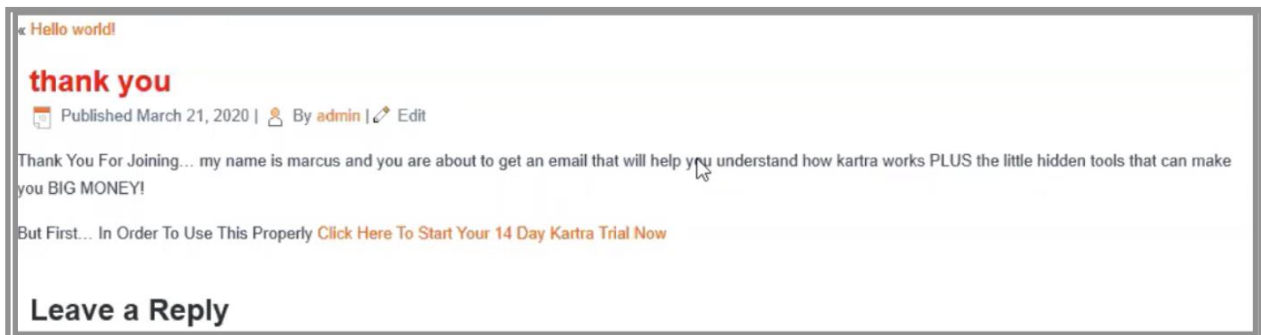 « Hello world!
thank you
Published March 21, 2020 | By admin | Edit
Thank You For Joining... my name is marcus and you are about to get an email that will help you understand how kartra works PLUS the little hidden tools that can make
you BIG MONEY!
But First... In Order To Use This Properly Click Here To Start Your 14 Day Kartra Trial Now
Leave a Reply